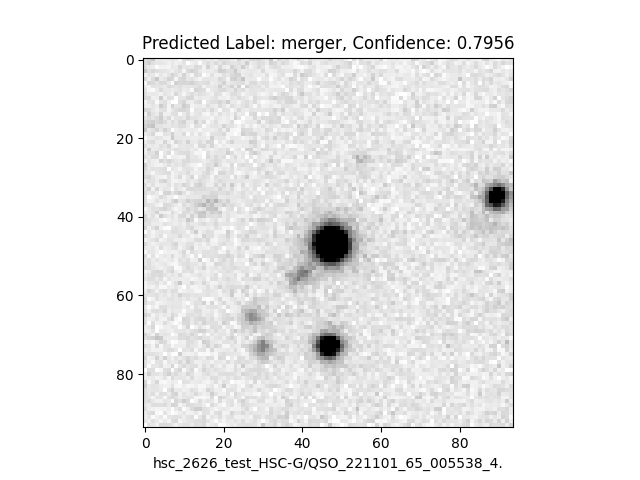 Predicted Label: merger, Confidence: 0.7956
0
20
40
60
80
0 20 40 60 80
hsc_2626_test_HSC-G/QSO_221101_65_005538_4.